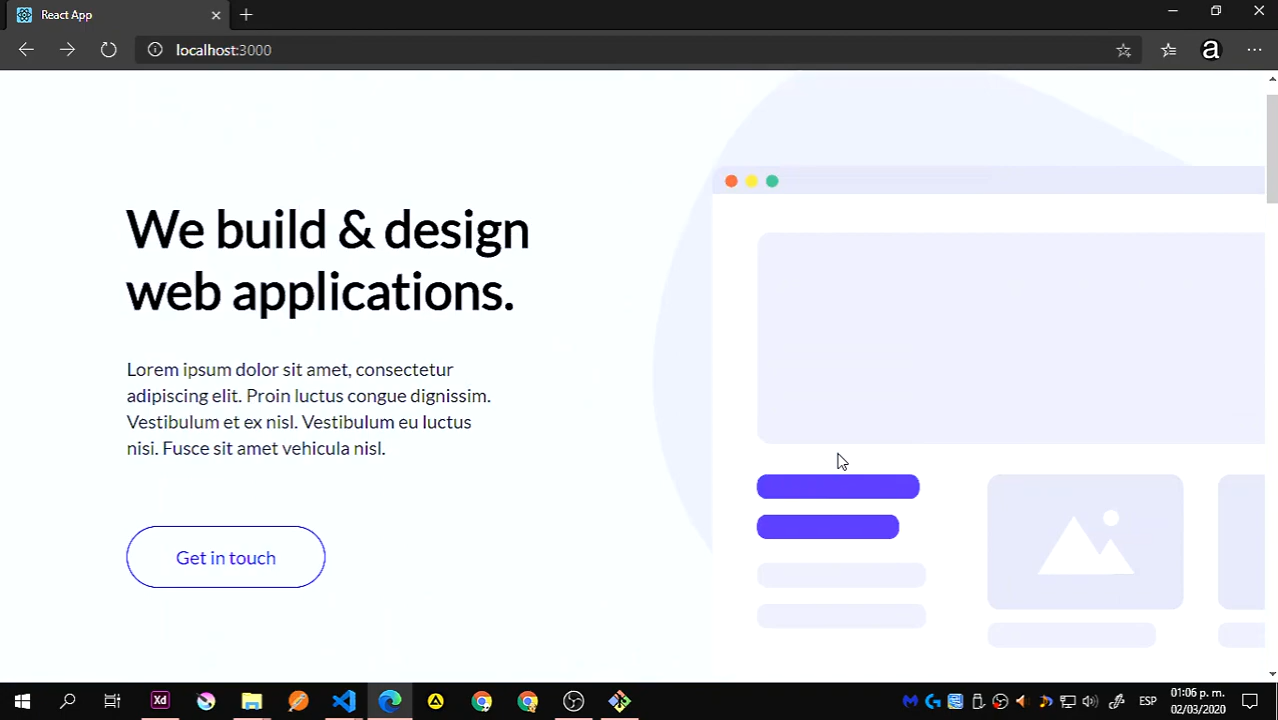 React App
localhost:3000
a
We build & design
web applications.
Lorem ipsum dolor sit amet, consectetur
adipiscing elit. Proin luctus congue dignissim.
Vestibulum et ex nisl. Vestibulum eu luctus
nisi. Fusce sit amet vehicula nisl.
Get in touch
Xd
ESP
01:06 p. m.
02/03/2020